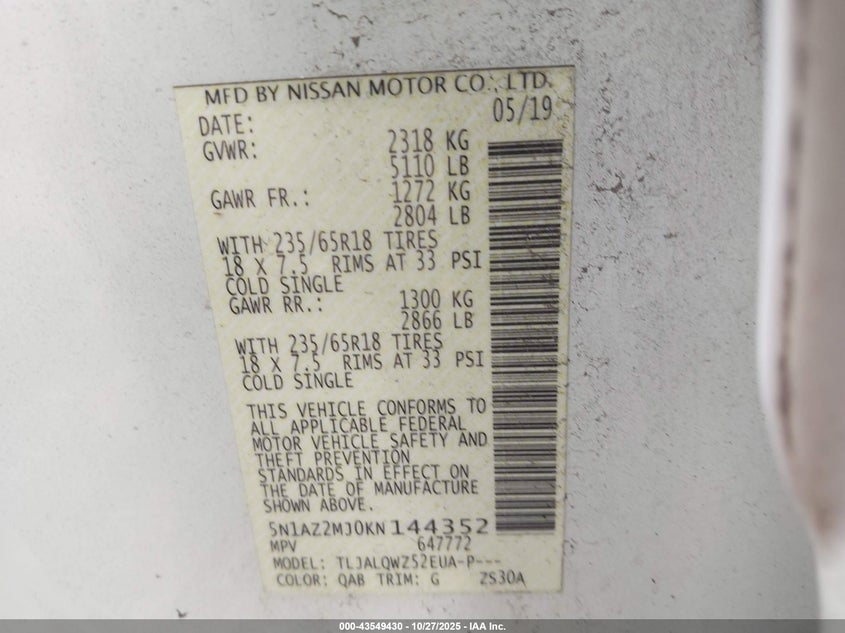 MFD BY NISSAN MOTOR CO., LTD.
DATE: 05/19
GVWR: 2318 KG
5110 LB
GAWR FR.: 1272 KG
2804 LB
WITH 235/65R18 TIRES
18 X 7.5 RIMS AT 33 PSI
COLD SINGLE
GAWR RR.: 1300 KG
2866 LB
WITH 235/65R18 TIRES
18 X 7.5 RIMS AT 33 PSI
COLD SINGLE
THIS VEHICLE CONFORMS TO
ALL APPLICABLE FEDERAL
MOTOR VEHICLE SAFETY AND
THEFT PREVENTION
STANDARDS IN EFFECT ON
THE DATE OF MANUFACTURE
SHOWN ABOVE.
5N1AZ2MJ0KN144352
MPV 647772
MODEL: TLJALQWZ52EUA-P---
COLOR: QAB TRIM: G ZS30A
000-43549430 - 10/27/2025 - IAA Inc.